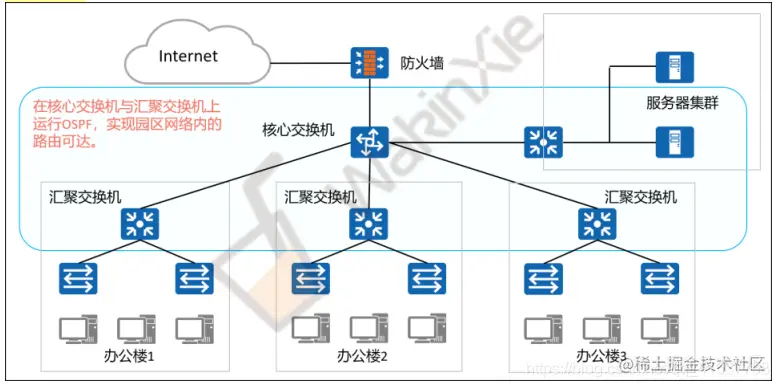 Internet
防火墙
服务器集群
在核心交换机与汇聚交换机上
运行OSPF，实现园区网络内的
路由可达。
核心交换机
汇聚交换机
汇聚交换机
汇聚交换机
办公楼1
办公楼2
办公楼3
WakinXie
@稀土掘金技术社区